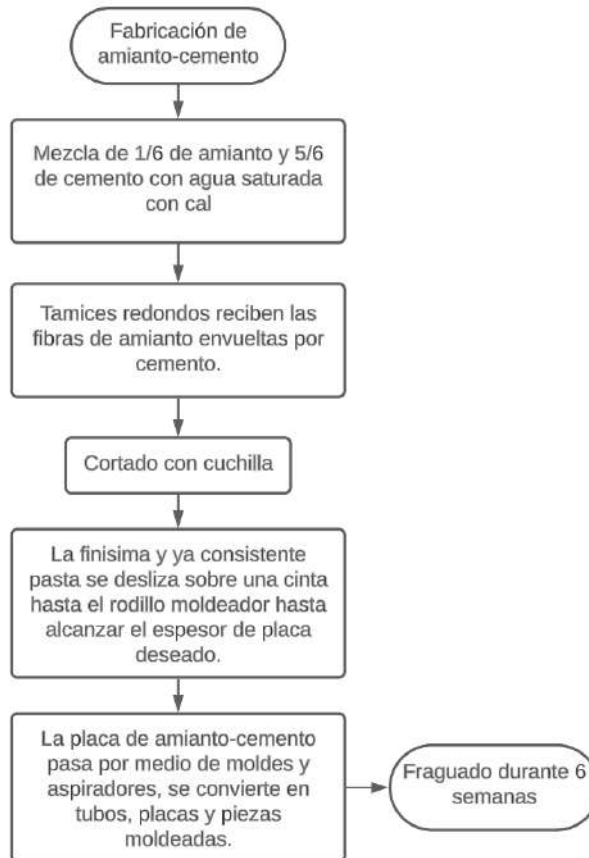 Fabricación de
amianto-cemento
Mezcla de 1/6 de amianto y 5/6
de cemento con agua saturada
con cal
Tamices redondos reciben las
fibras de amianto envueltas por
cemento.
Cortado con cuchilla
La finisima y ya consistente
pasta se desliza sobre una cinta
hasta el rodillo moldeador hasta
alcanzar el espesor de placa
deseado.
La placa de amianto-cemento
pasa por medio de moldes y
aspiradores, se convierte en
tubos, placas y piezas
moldeadas.
Fraguado durante 6
semanas